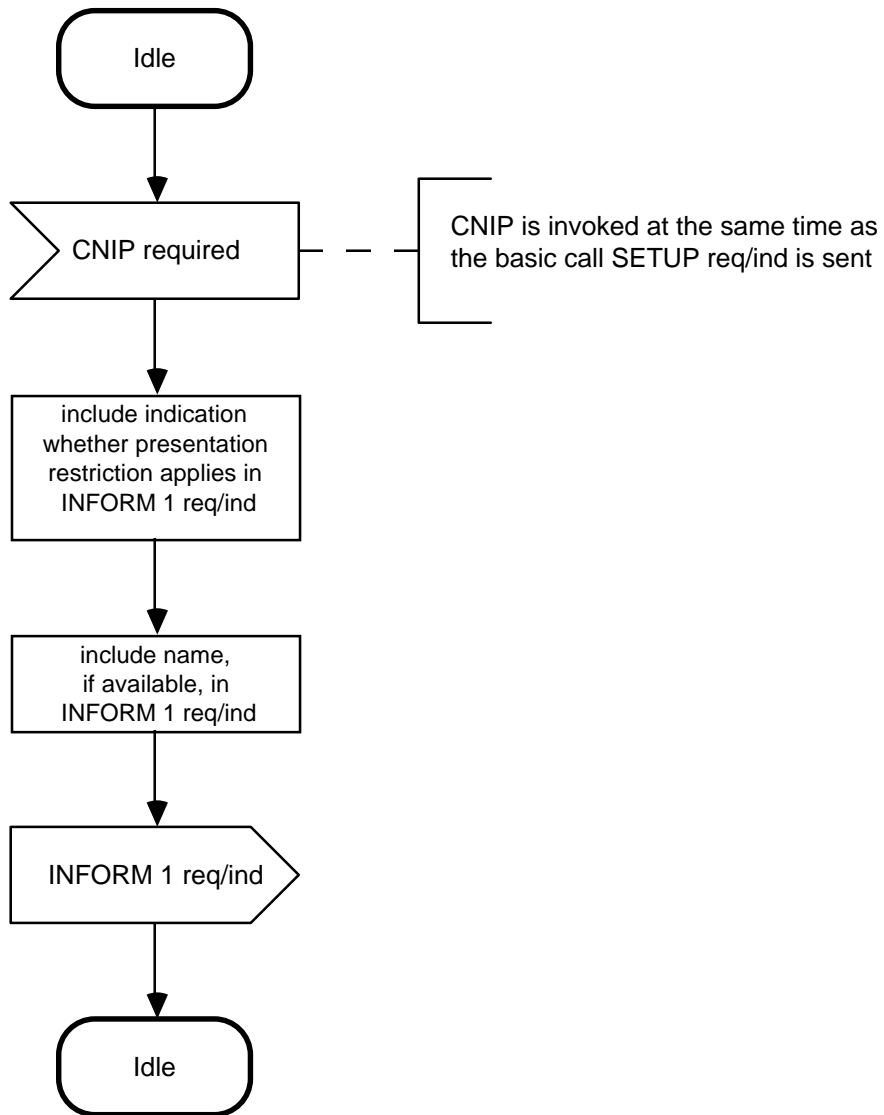 Idle
CNIP required
CNIP is invoked at the same time as
the basic call SETUP req/ind is sent
include indication
whether presentation
restriction applies in
INFORM 1 req/ind
include name,
if available, in
INFORM 1 req/ind
INFORM 1 req/ind
Idle